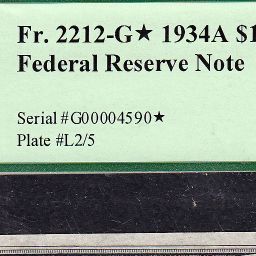 Fr. 2212-G★ 1934A $1
Federal Reserve Note
Serial #G00004590★
Plate #L2/5